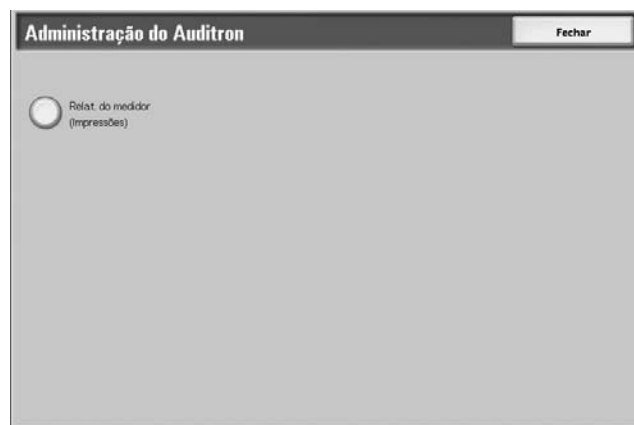 Administração do Auditron
Fechar
Relat. do medidor
(Impressões)